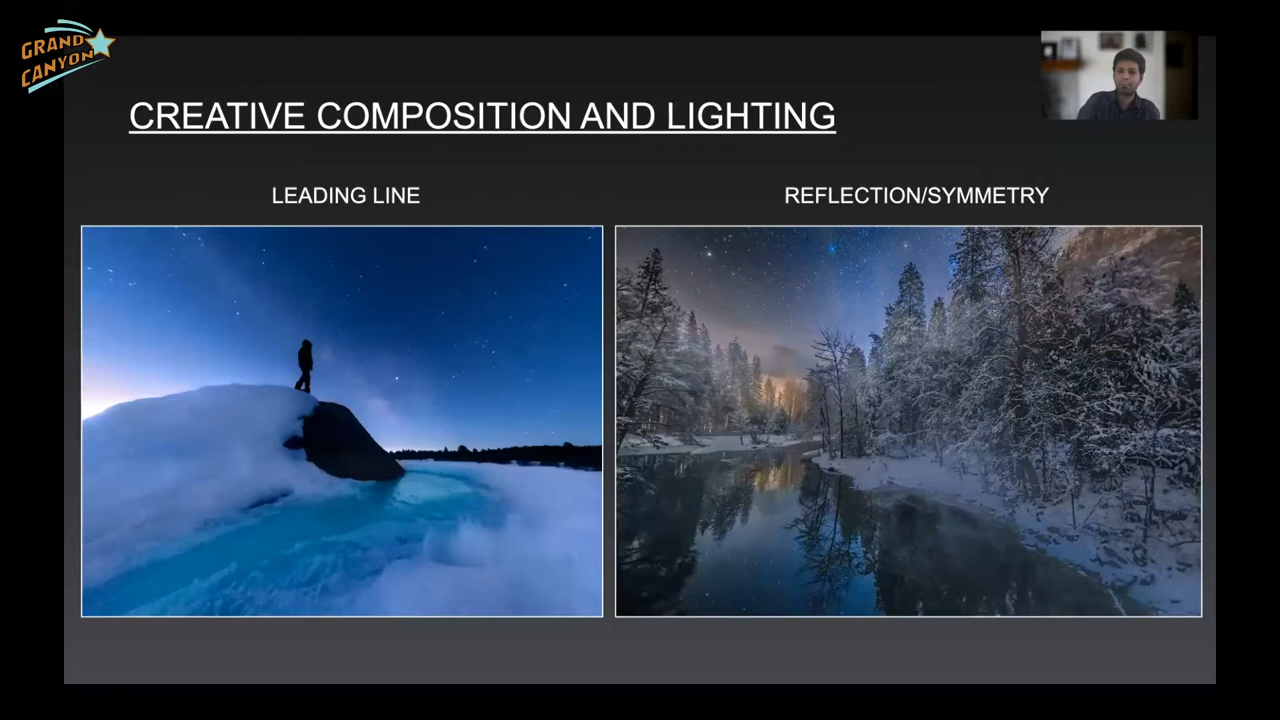 GRAND
CANYON
CREATIVE COMPOSITION AND LIGHTING
LEADING LINE
REFLECTION/SYMMETRY